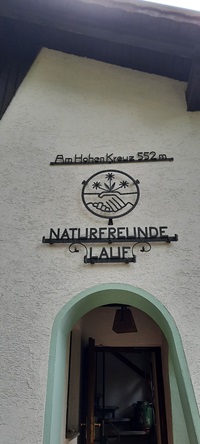 Am Hohen Kreuz 552 m
NATURFREUNDE
LAUF